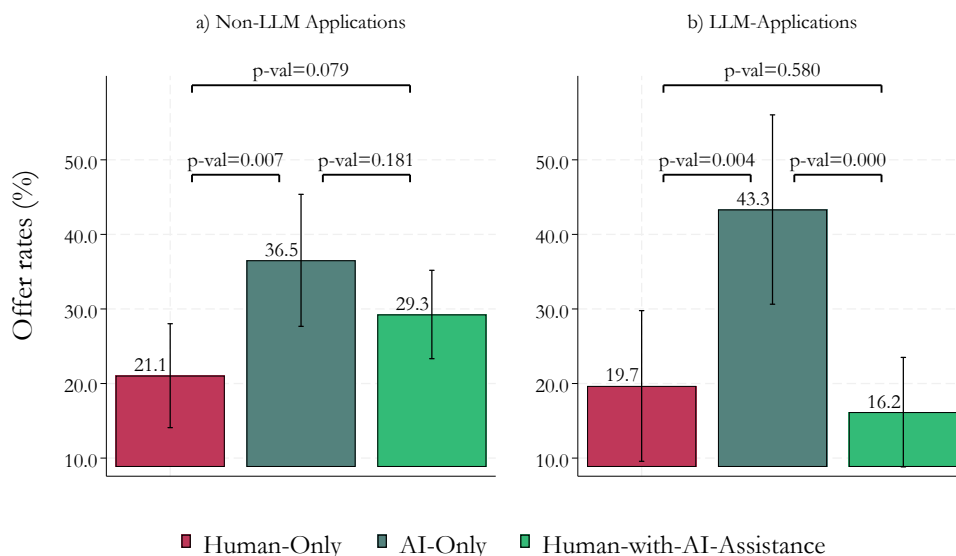 a) Non-LLM Applications
b) LLM-Applications
p-val=0.079
p-val=0.580
p-val=0.007
p-val=0.181
p-val=0.004
p-val=0.000
Offer rates (%)
50.0
40.0
30.0
20.0
10.0
21.1
36.5
29.3
50.0
40.0
30.0
20.0
10.0
19.7
43.3
16.2
Human-Only
AI-Only
Human-with-AI-Assistance